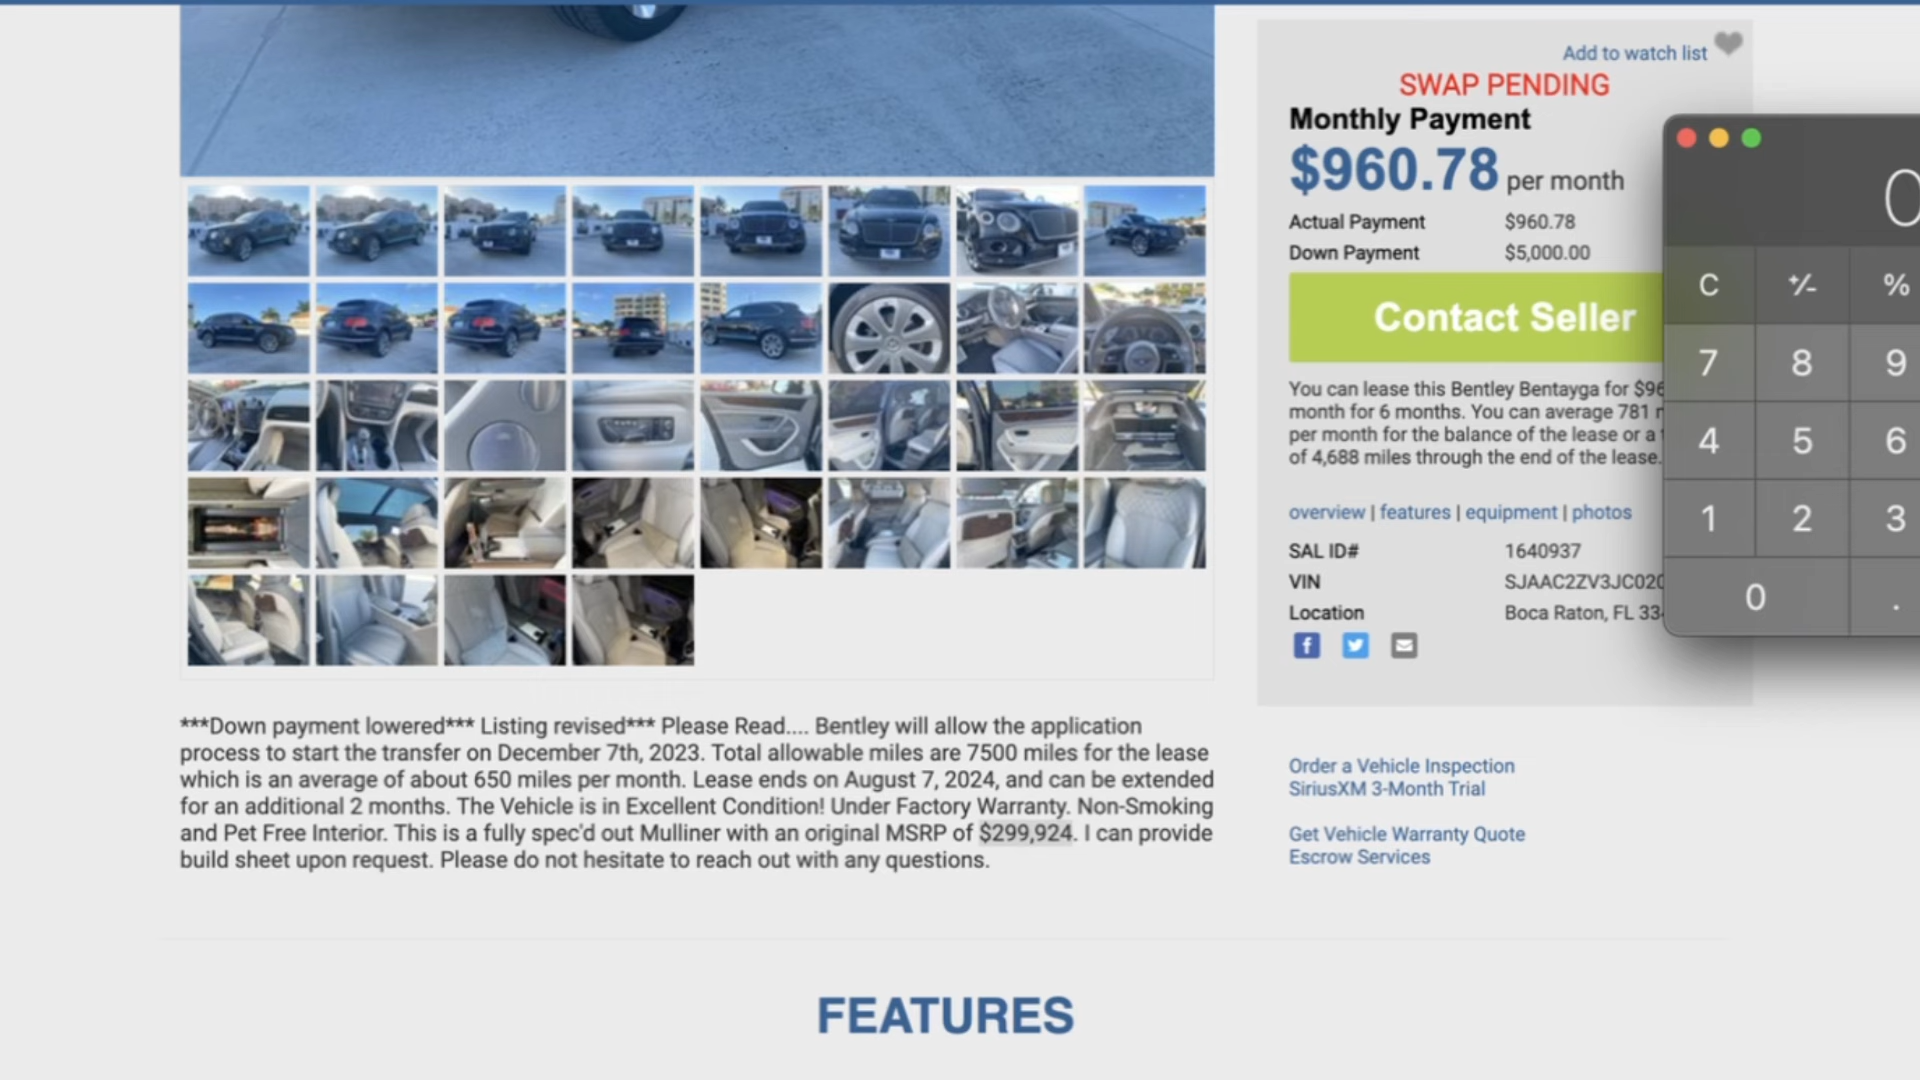 Add to watch list
SWAP PENDING
Monthly Payment
$960.78 per month
Actual Payment $960.78
Down Payment $5,000.00
Contact Seller
You can lease this Bentley Bentayga for $96
month for 6 months. You can average 781
per month for the balance of the lease or a
of 4,688 miles through the end of the lease.
overview | features | equipment | photos
SAL ID# 1640937
VIN SJAAC2ZV3JC020
Location Boca Raton, FL 33
0
C +/- %
7 8 9
4 5 6
1 2 3
0 .
***Down payment lowered*** Listing revised*** Please Read.... Bentley will allow the application
process to start the transfer on December 7th, 2023. Total allowable miles are 7500 miles for the lease
which is an average of about 650 miles per month. Lease ends on August 7, 2024, and can be extended
for an additional 2 months. The Vehicle is in Excellent Condition! Under Factory Warranty. Non-Smoking
and Pet Free Interior. This is a fully spec'd out Mulliner with an original MSRP of $299,924. I can provide
build sheet upon request. Please do not hesitate to reach out with any questions.
Order a Vehicle Inspection
SiriusXM 3-Month Trial
Get Vehicle Warranty Quote
Escrow Services
FEATURES